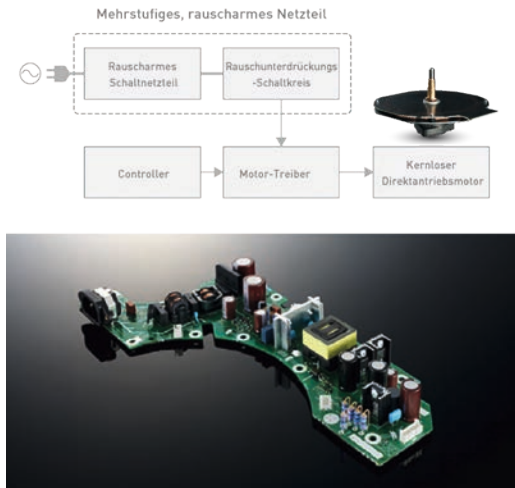 Mehrstufiges, rauscharmes Netzteil
Rauscharmes
Schaltnetzteil
Rauschunterdrückungs
-Schaltkreis
Controller
Motor-Treiber
Kernloser
Direktantriebsmotor